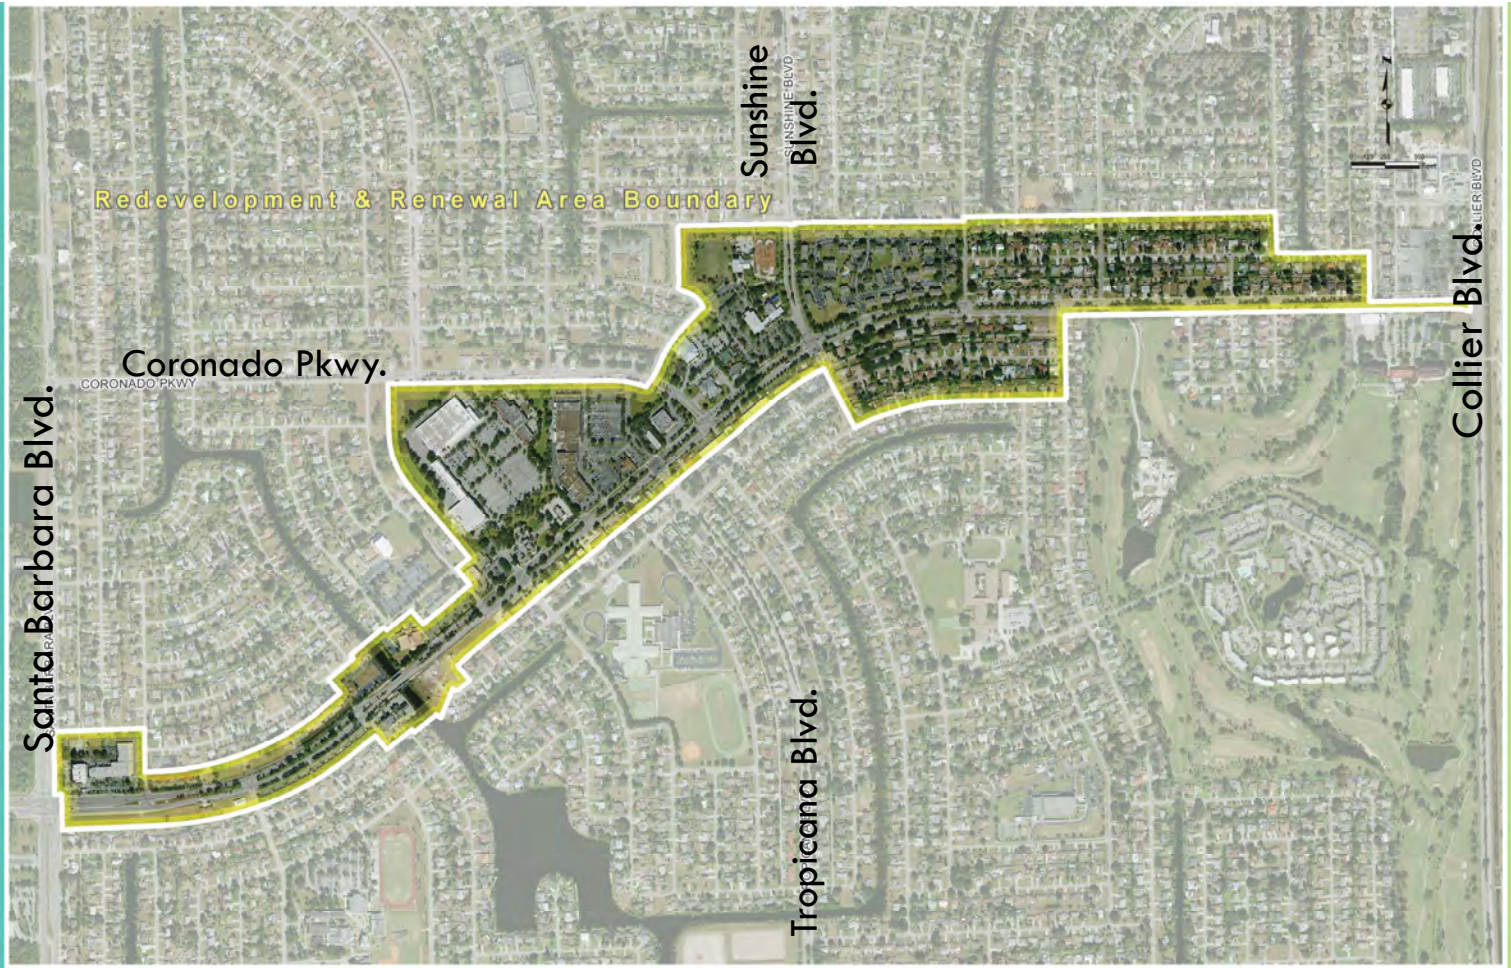 Sunshine
Blvd.
SUNSHINE BLVD
Redevelopment & Renewal Area Boundary
Coronado Pkwy.
CORONADO PKWY
Santa Barbara Blvd.
Collier Blvd.
COLLIER BLVD
Tropicana Blvd.